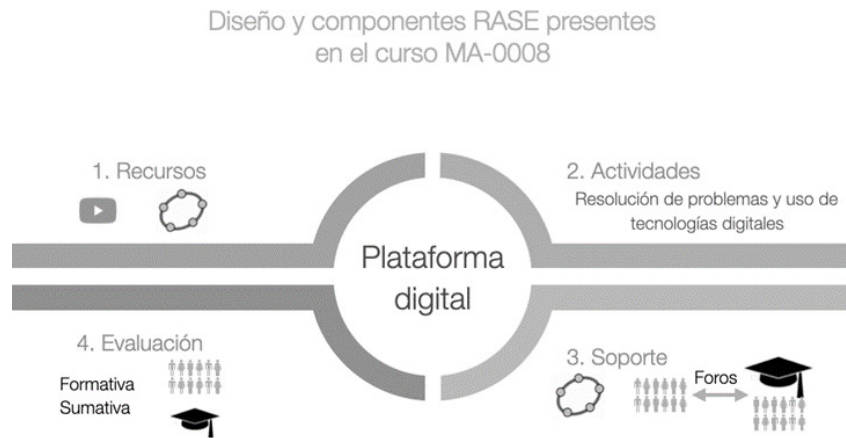 Diseño y componentes RASE presentes
en el curso MA-0008
1. Recursos
2. Actividades
Resolución de problemas y uso de
tecnologías digitales
Plataforma
digital
4. Evaluación
Formativa
Sumativa
3. Soporte
Foros